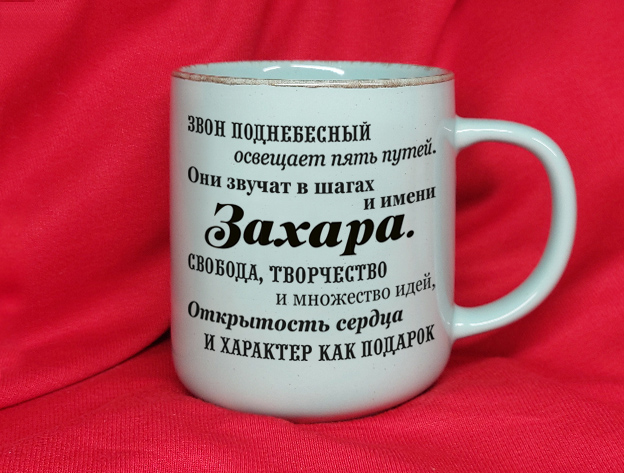 ЗВОН ПОДНЕБЕСНЫЙ
освещает пять путей.
Они звучат в шагах
и имени
Захара.
СВОБОДА, ТВОРЧЕСТВО
и множество идей,
Открытость сердца
И ХАРАКТЕР КАК ПОДАРОК